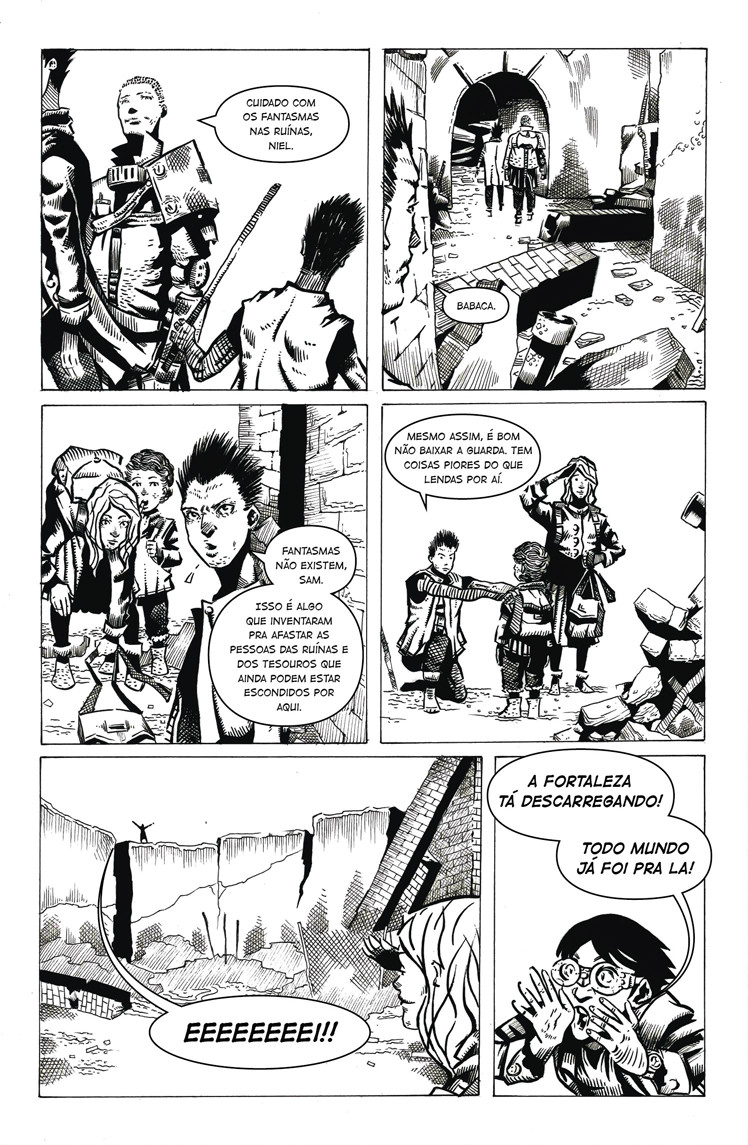 CUIDADO COM
OS FANTASMAS
NAS RUÍNAS,
NIEL.
BABACA.
FANTASMAS
NÃO EXISTEM,
SAM.
ISSO É ALGO
QUE INVENTARAM
PRA AFASTAR AS
PESSOAS DAS RUÍNAS E
DOS TESOUROS QUE
AINDA PODEM ESTAR
ESCONDIDOS POR
AQUI.
MESMO ASSIM, É BOM
NÃO BAIXAR A GUARDA. TEM
COISAS PIORES DO QUE
LENDAS POR AÍ.
EEEEEEEEI!!
A FORTALEZA
TÁ DESCARREGANDO!
TODO MUNDO
JÁ FOI PRA LA!